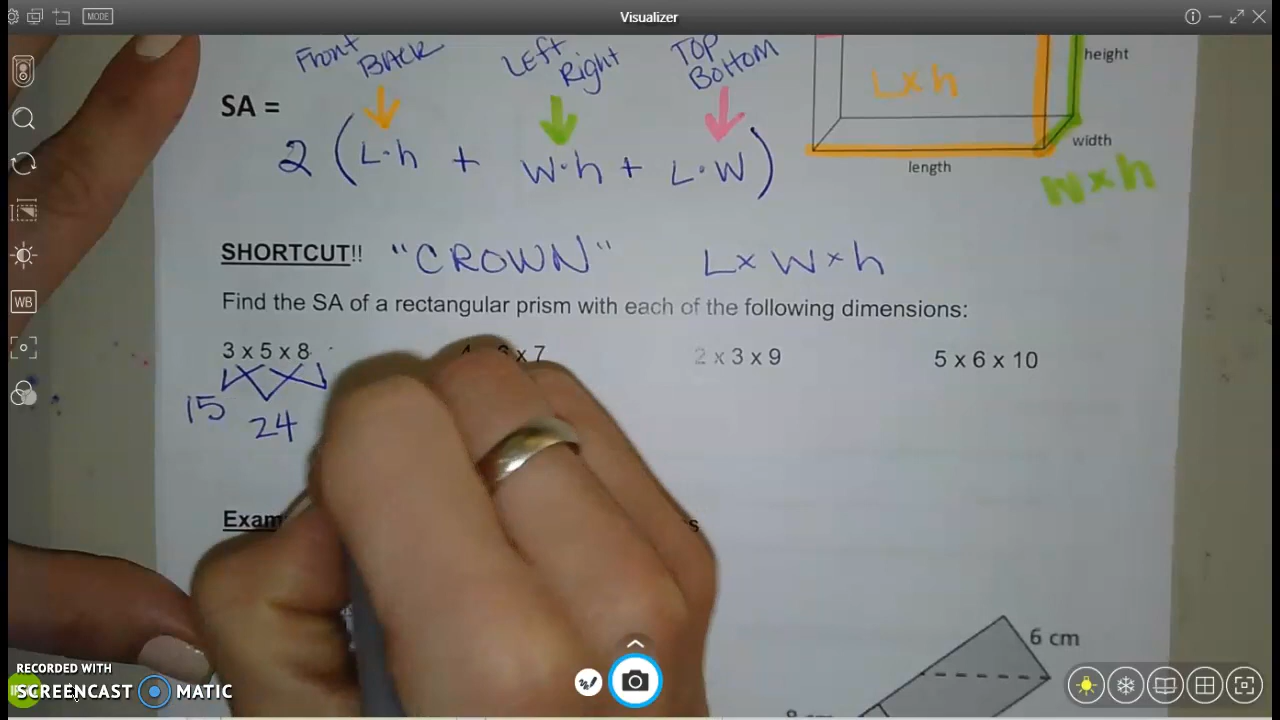 MODE
Visualizer
Front Back
Left Right
Top Bottom
height
L x h
SA =
2 ( L·h + W·h + L·W )
width
length
W x h
SHORTCUT!! "CROWN" L x W x h
Find the SA of a rectangular prism with each of the following dimensions:
3 x 5 x 8
x 7
2 x 3 x 9
5 x 6 x 10
15
24
WB
6 cm
RECORDED WITH
SCREENCAST MATIC